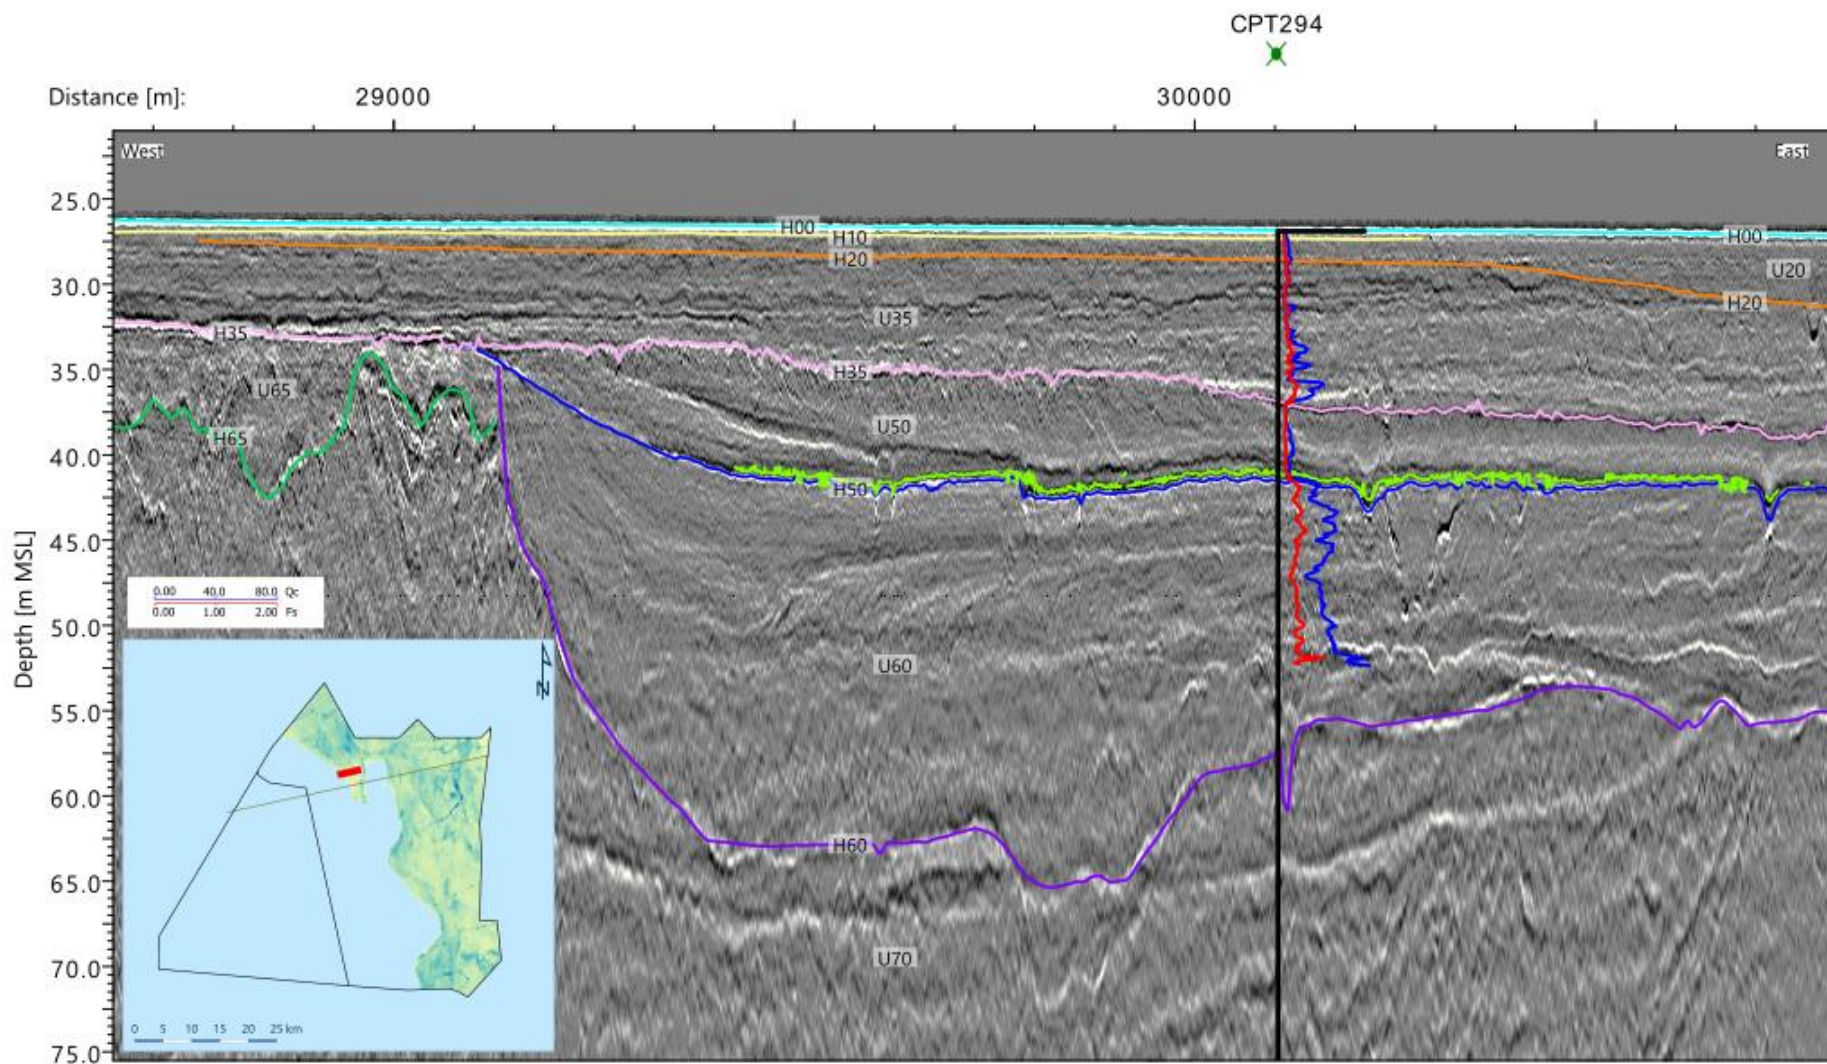 CPT294
Distance [m]: 29000 30000
West East
25.0
H00
H10
H00
H20
U20
30.0
H20
U35
H35
35.0
H35
U65
U50
H65
40.0
H50
45.0
Depth [m MSL]
0.00 40.0 80.0 Qc
0.00 1.00 2.00 Fs
50.0
U60
N
55.0
60.0
H60
65.0
U70
70.0
0 5 10 15 20 25 km
75.0